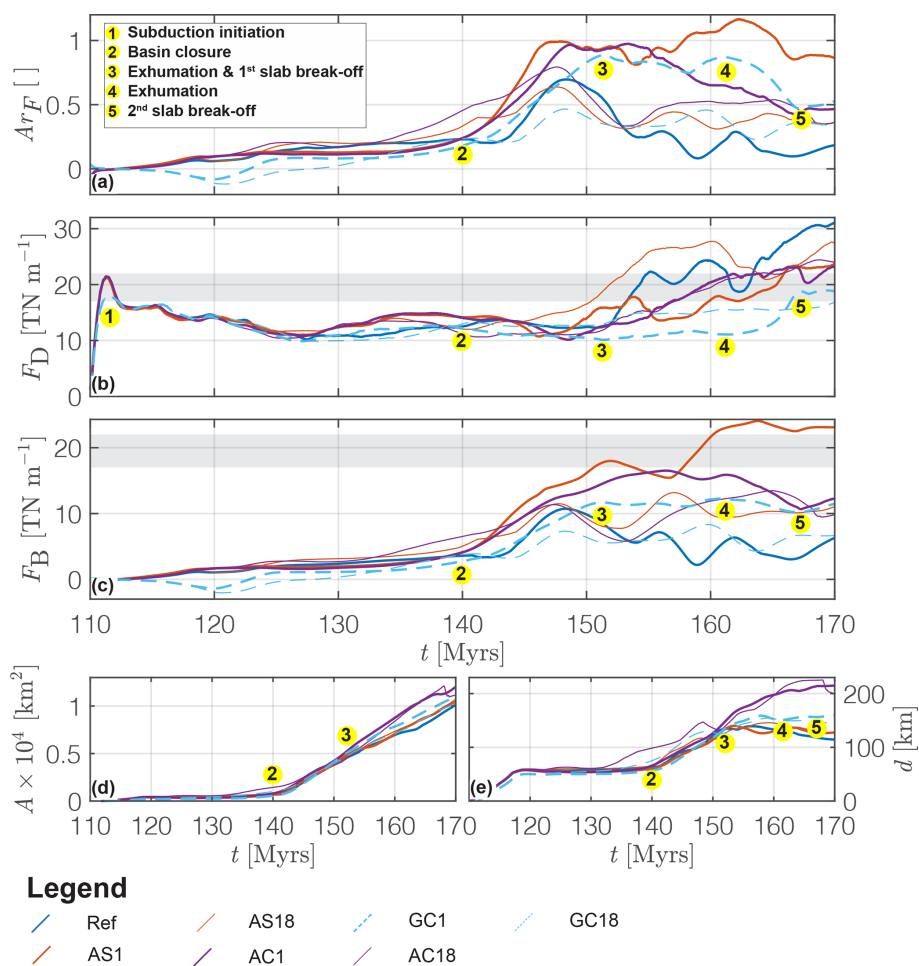 1 Subduction initiation
2 Basin closure
3 Exhumation & 1st slab break-off
4 Exhumation
5 2nd slab break-off
1
0.5
0
ArF [ ]
3
4
5
2
(a)
30
20
10
0
FD [TN m−1]
1
2
3
4
5
(b)
20
10
0
FB [TN m−1]
3
4
5
2
(c)
110 120 130 140 150 160 170
t [Myrs]
1
0.5
0
A × 10⁴ [km²]
3
2
(d)
110 120 130 140 150 160 170
t [Myrs]
200
100
0
d [km]
3
4
5
2
(e)
110 120 130 140 150 160 170
t [Myrs]
Legend
Ref AS18 GC1 GC18
AS1 AC1 AC18